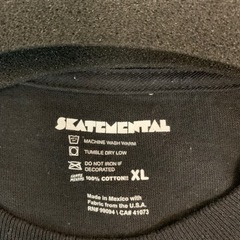 SKATEMENTAL
MACHINE WASH WARM
TUMBLE DRY LOW
DO NOT IRON IF
DECORATED
100% COTTON XL
Made in Mexico with
Fabric from the U.S.A.
RN# 99094 \ CA# 41073